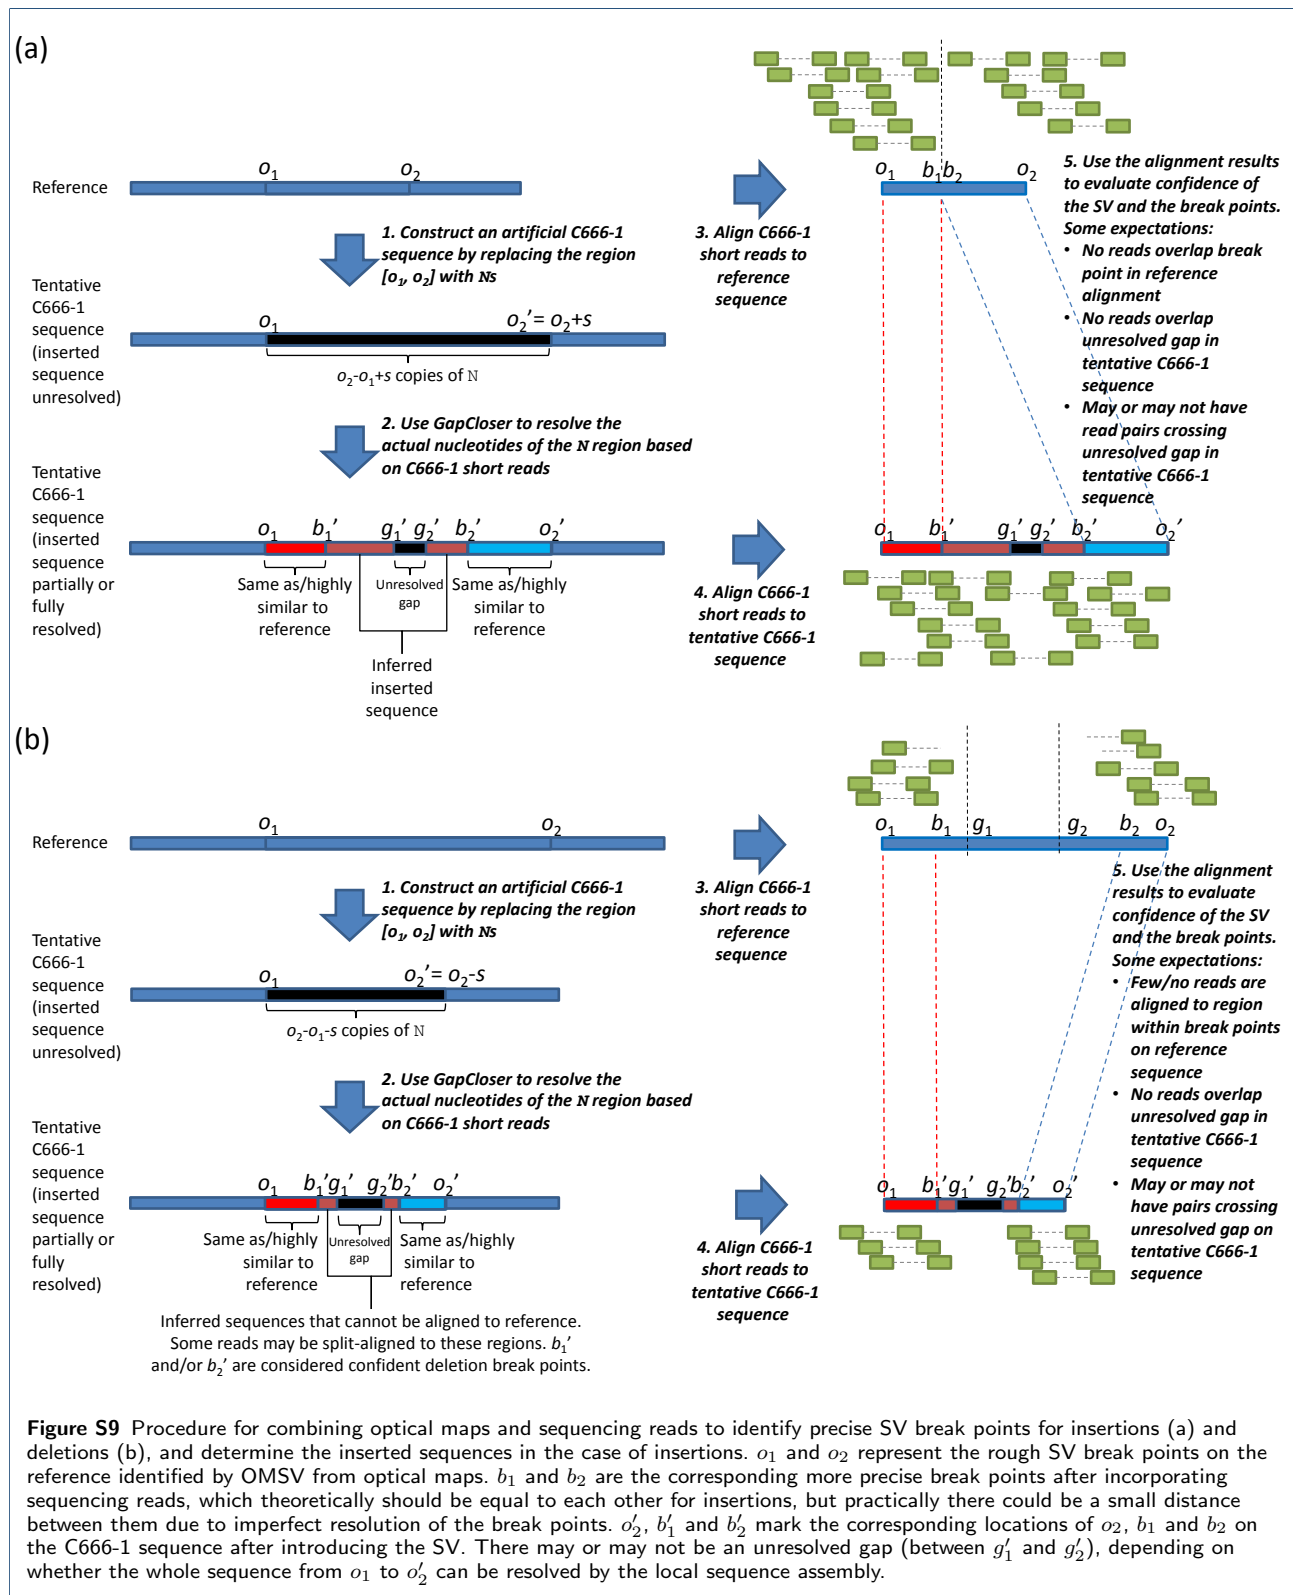 (a)
Reference
o1
o2
1. Construct an artificial C666-1
sequence by replacing the region
[o1, o2] with Ns
Tentative
C666-1
sequence
(inserted
sequence
unresolved)
o1
o2'= o2+s
o2-o1+s copies of N
2. Use GapCloser to resolve the
actual nucleotides of the N region based
on C666-1 short reads
Tentative
C666-1
sequence
(inserted
sequence
partially or
fully
resolved)
o1
b1'
g1'
g2'
b2'
o2'
Same as/highly
similar to
reference
Unresolved
gap
Same as/highly
similar to
reference
Inferred
inserted
sequence
3. Align C666-1
short reads to
reference
sequence
o1
b1b2
o2
4. Align C666-1
short reads to
tentative C666-1
sequence
o1
b1'
g1'
g2'
b2'
o2'
5. Use the alignment results
to evaluate confidence of
the SV and the break points.
Some expectations:
• No reads overlap break
point in reference
alignment
• No reads overlap
unresolved gap in
tentative C666-1
sequence
• May or may not have
read pairs crossing
unresolved gap in
tentative C666-1
sequence
(b)
Reference
o1
o2
1. Construct an artificial C666-1
sequence by replacing the region
[o1, o2] with Ns
Tentative
C666-1
sequence
(inserted
sequence
unresolved)
o1
o2'= o2-s
o2-o1-s copies of N
2. Use GapCloser to resolve the
actual nucleotides of the N region based
on C666-1 short reads
Tentative
C666-1
sequence
(inserted
sequence
partially or
fully
resolved)
o1
b1'
g1'
g2'
b2'
o2'
Same as/highly
similar to
reference
Unresolved
gap
Same as/highly
similar to
reference
Inferred sequences that cannot be aligned to reference.
Some reads may be split-aligned to these regions. b1'
and/or b2' are considered confident deletion break points.
3. Align C666-1
short reads to
reference
sequence
o1
b1
g1
g2
b2
o2
4. Align C666-1
short reads to
tentative C666-1
sequence
o1
b1'
g1'
g2'
b2'
o2'
5. Use the alignment
results to evaluate
confidence of the SV
and the break points.
Some expectations:
• Few/no reads are
aligned to region
within break points
on reference
sequence
• No reads overlap
unresolved gap in
tentative C666-1
sequence
• May or may not
have pairs crossing
unresolved gap on
tentative C666-1
sequence
Figure S9 Procedure for combining optical maps and sequencing reads to identify precise SV break points for insertions (a) and
deletions (b), and determine the inserted sequences in the case of insertions. o1 and o2 represent the rough SV break points on the
reference identified by OMSV from optical maps. b1 and b2 are the corresponding more precise break points after incorporating
sequencing reads, which theoretically should be equal to each other for insertions, but practically there could be a small distance
between them due to imperfect resolution of the break points. o2', b1' and b2' mark the corresponding locations of o2, b1 and b2 on
the C666-1 sequence after introducing the SV. There may or may not be an unresolved gap (between g1' and g2'), depending on
whether the whole sequence from o1 to o2' can be resolved by the local sequence assembly.